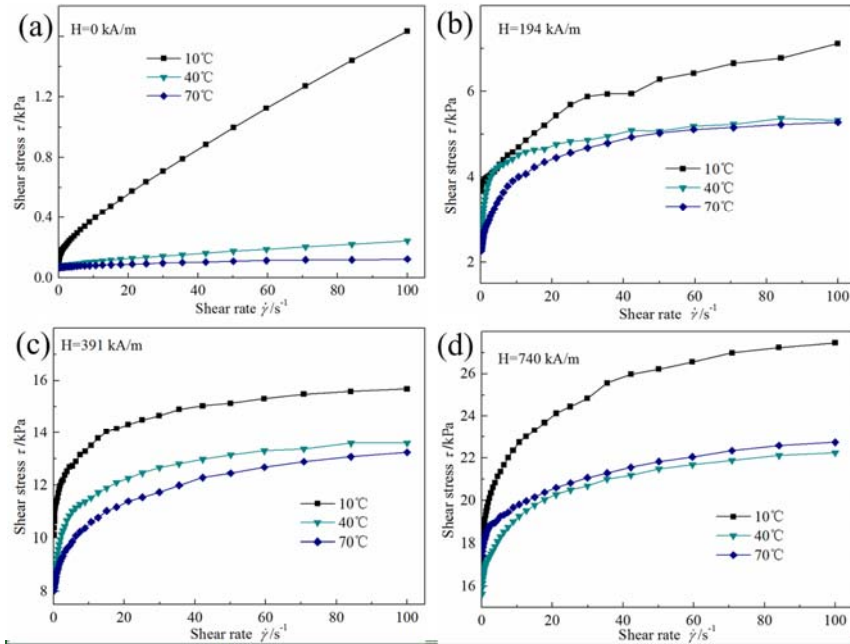 (a)
H=0 kA/m
10℃
40℃
70℃
Shear stress τ /kPa
1.6
1.2
0.8
0.4
0.0
0 20 40 60 80 100
Shear rate γ̇ /s⁻¹
(b)
H=194 kA/m
10℃
40℃
70℃
Shear stress τ /kPa
6
4
2
0 20 40 60 80 100
Shear rate γ̇ /s⁻¹
(c)
H=391 kA/m
10℃
40℃
70℃
Shear stress τ /kPa
16
14
12
10
8
0 20 40 60 80 100
Shear rate γ̇ /s⁻¹
(d)
H=740 kA/m
10℃
40℃
70℃
Shear stress τ /kPa
26
24
22
20
18
16
0 20 40 60 80 100
Shear rate γ̇ /s⁻¹